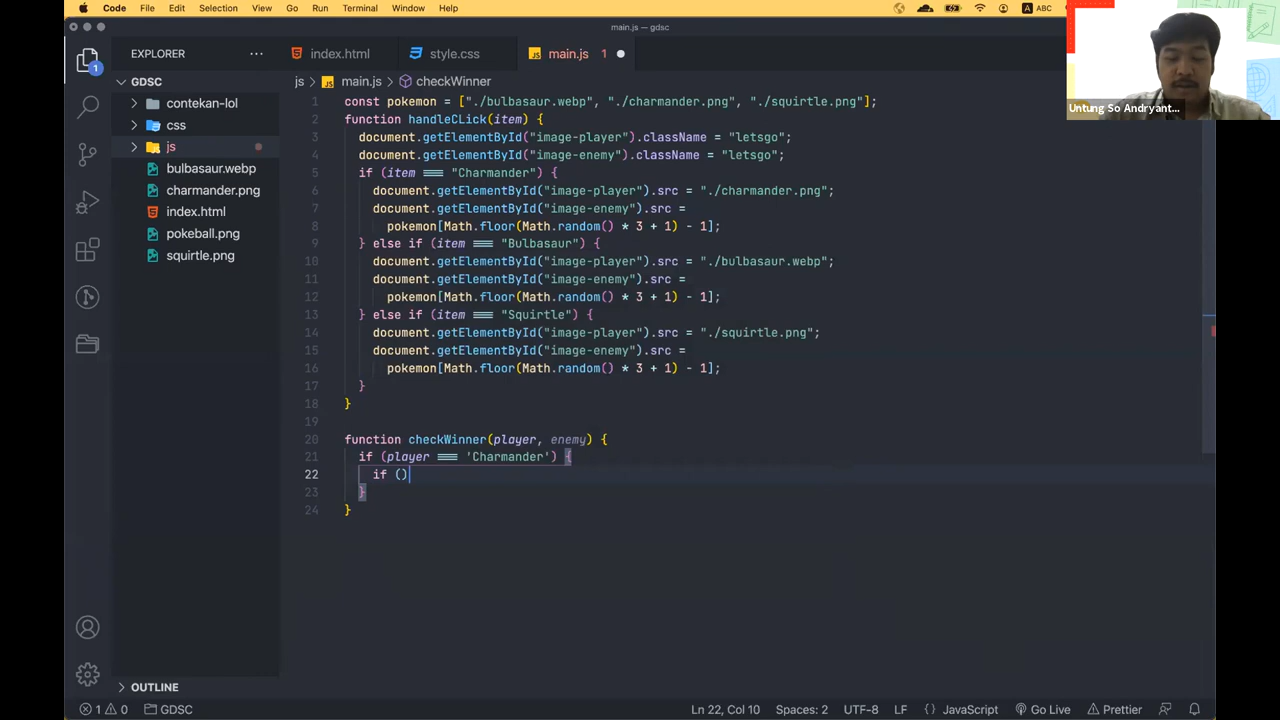 Code File Edit Selection View Go Run Terminal Window Help ABC
main.js — gdsc
EXPLORER
index.html
style.css
main.js 1
1
GDSC
js > main.js > checkWinner
contekan-lol
css
js
bulbasaur.webp
charmander.png
index.html
pokeball.png
squirtle.png
1 const pokemon = ["./bulbasaur.webp", "./charmander.png", "./squirtle.png"];
2 function handleCLick(item) {
3 document.getElementById("image-player").className = "letsgo";
4 document.getElementById("image-enemy").className = "letsgo";
5 if (item === "Charmander") {
6 document.getElementById("image-player").src = "./charmander.png";
7 document.getElementById("image-enemy").src =
8 pokemon[Math.floor(Math.random() * 3 + 1) - 1];
9 } else if (item === "Bulbasaur") {
10 document.getElementById("image-player").src = "./bulbasaur.webp";
11 document.getElementById("image-enemy").src =
12 pokemon[Math.floor(Math.random() * 3 + 1) - 1];
13 } else if (item === "Squirtle") {
14 document.getElementById("image-player").src = "./squirtle.png";
15 document.getElementById("image-enemy").src =
16 pokemon[Math.floor(Math.random() * 3 + 1) - 1];
17 }
18 }
19
20 function checkWinner(player, enemy) {
21 if (player === 'Charmander') {
22 if ()
23 }
24 }
Untung So Andryant...
OUTLINE
1 0 GDSC
Ln 22, Col 10 Spaces: 2 UTF-8 LF {} JavaScript Go Live Prettier